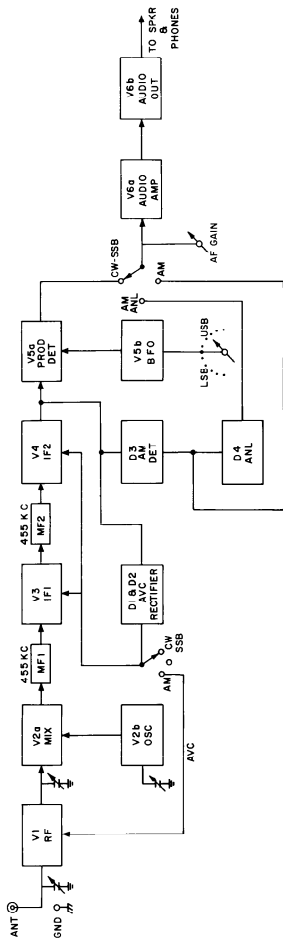 ANT
GND
V1
RF
V2a
MIX
V2b
OSC
455 KC
MF1
V3
IF1
455 KC
MF2
V4
IF2
V5a
PROD
DET
V5b
BFO
LSB
USB
D1 & D2
AVC
RECTIFIER
AM
CW
SSB
AVC
D3
AM
DET
D4
ANL
CW-SSB
AM
ANL
AM
AF GAIN
V6a
AUDIO
AMP
V6b
AUDIO
OUT
TO SPKR
&
PHONES